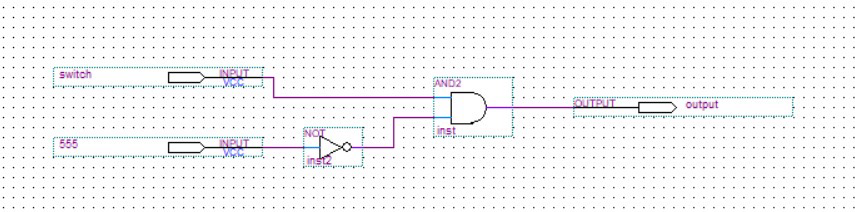 switch
INPUT
VCC
AND2
inst
OUTPUT
output
555
INPUT
VCC
NOT
inst2